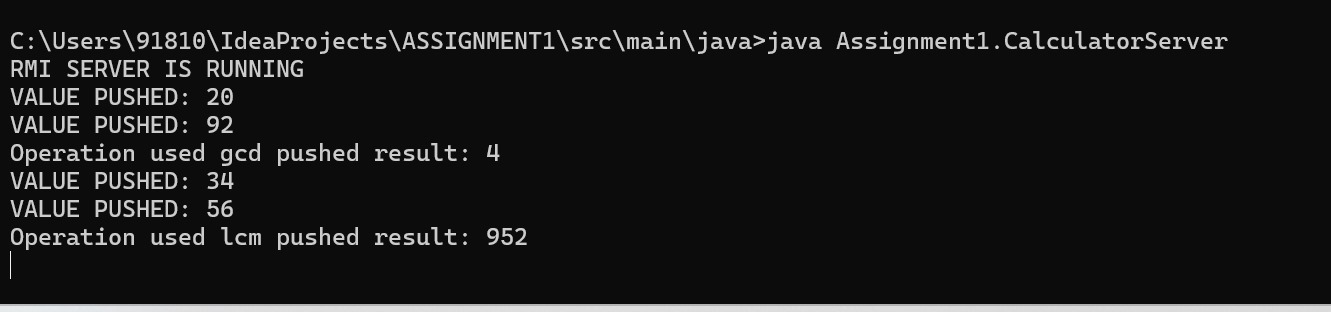 C:\Users\91810\IdeaProjects\ASSIGNMENT1\src\main\java>java Assignment1.CalculatorServer
RMI SERVER IS RUNNING
VALUE PUSHED: 20
VALUE PUSHED: 92
Operation used gcd pushed result: 4
VALUE PUSHED: 34
VALUE PUSHED: 56
Operation used lcm pushed result: 952